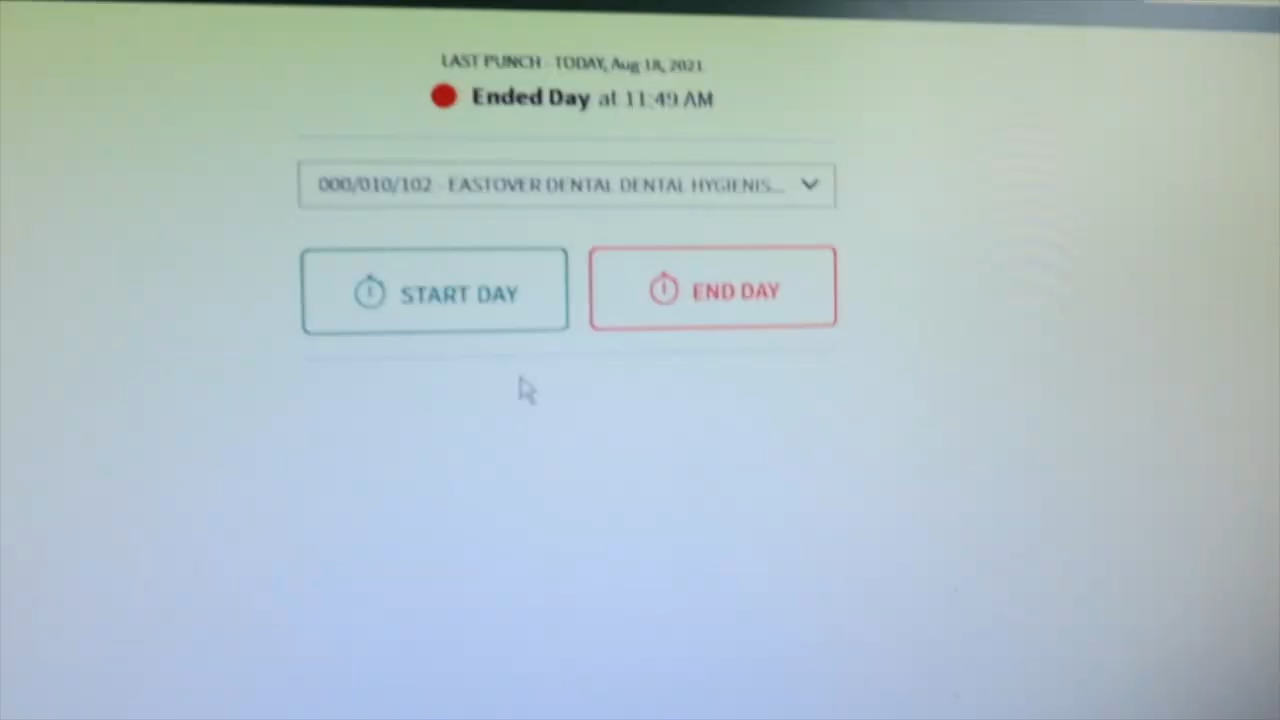 LAST PUNCH - TODAY, Aug 18, 2021
Ended Day at 11:49 AM
000/010/102 - EASTOVER DENTAL DENTAL HYGIENIS...
START DAY
END DAY